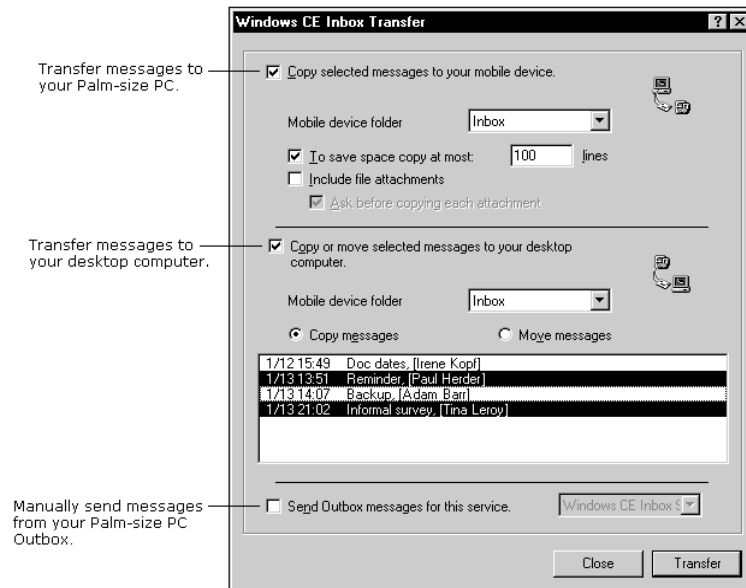 Windows CE Inbox Transfer
Transfer messages to
your Palm-size PC.
Copy selected messages to your mobile device.
Mobile device folder
Inbox
To save space copy at most:
100
lines
Include file attachments
Ask before copying each attachment
Transfer messages to
your desktop computer.
Copy or move selected messages to your desktop
computer.
Mobile device folder
Inbox
Copy messages
Move messages
1/12 15:49 Doc dates, [Irene Kopf]
1/13 13:51 Reminder, [Paul Herder]
1/13 14:07 Backup, [Adam Barr]
1/13 21:02 Informal survey, [Tina Leroy]
Manually send messages
from your Palm-size PC
Outbox.
Send Outbox messages for this service.
Windows CE Inbox S
Close
Transfer